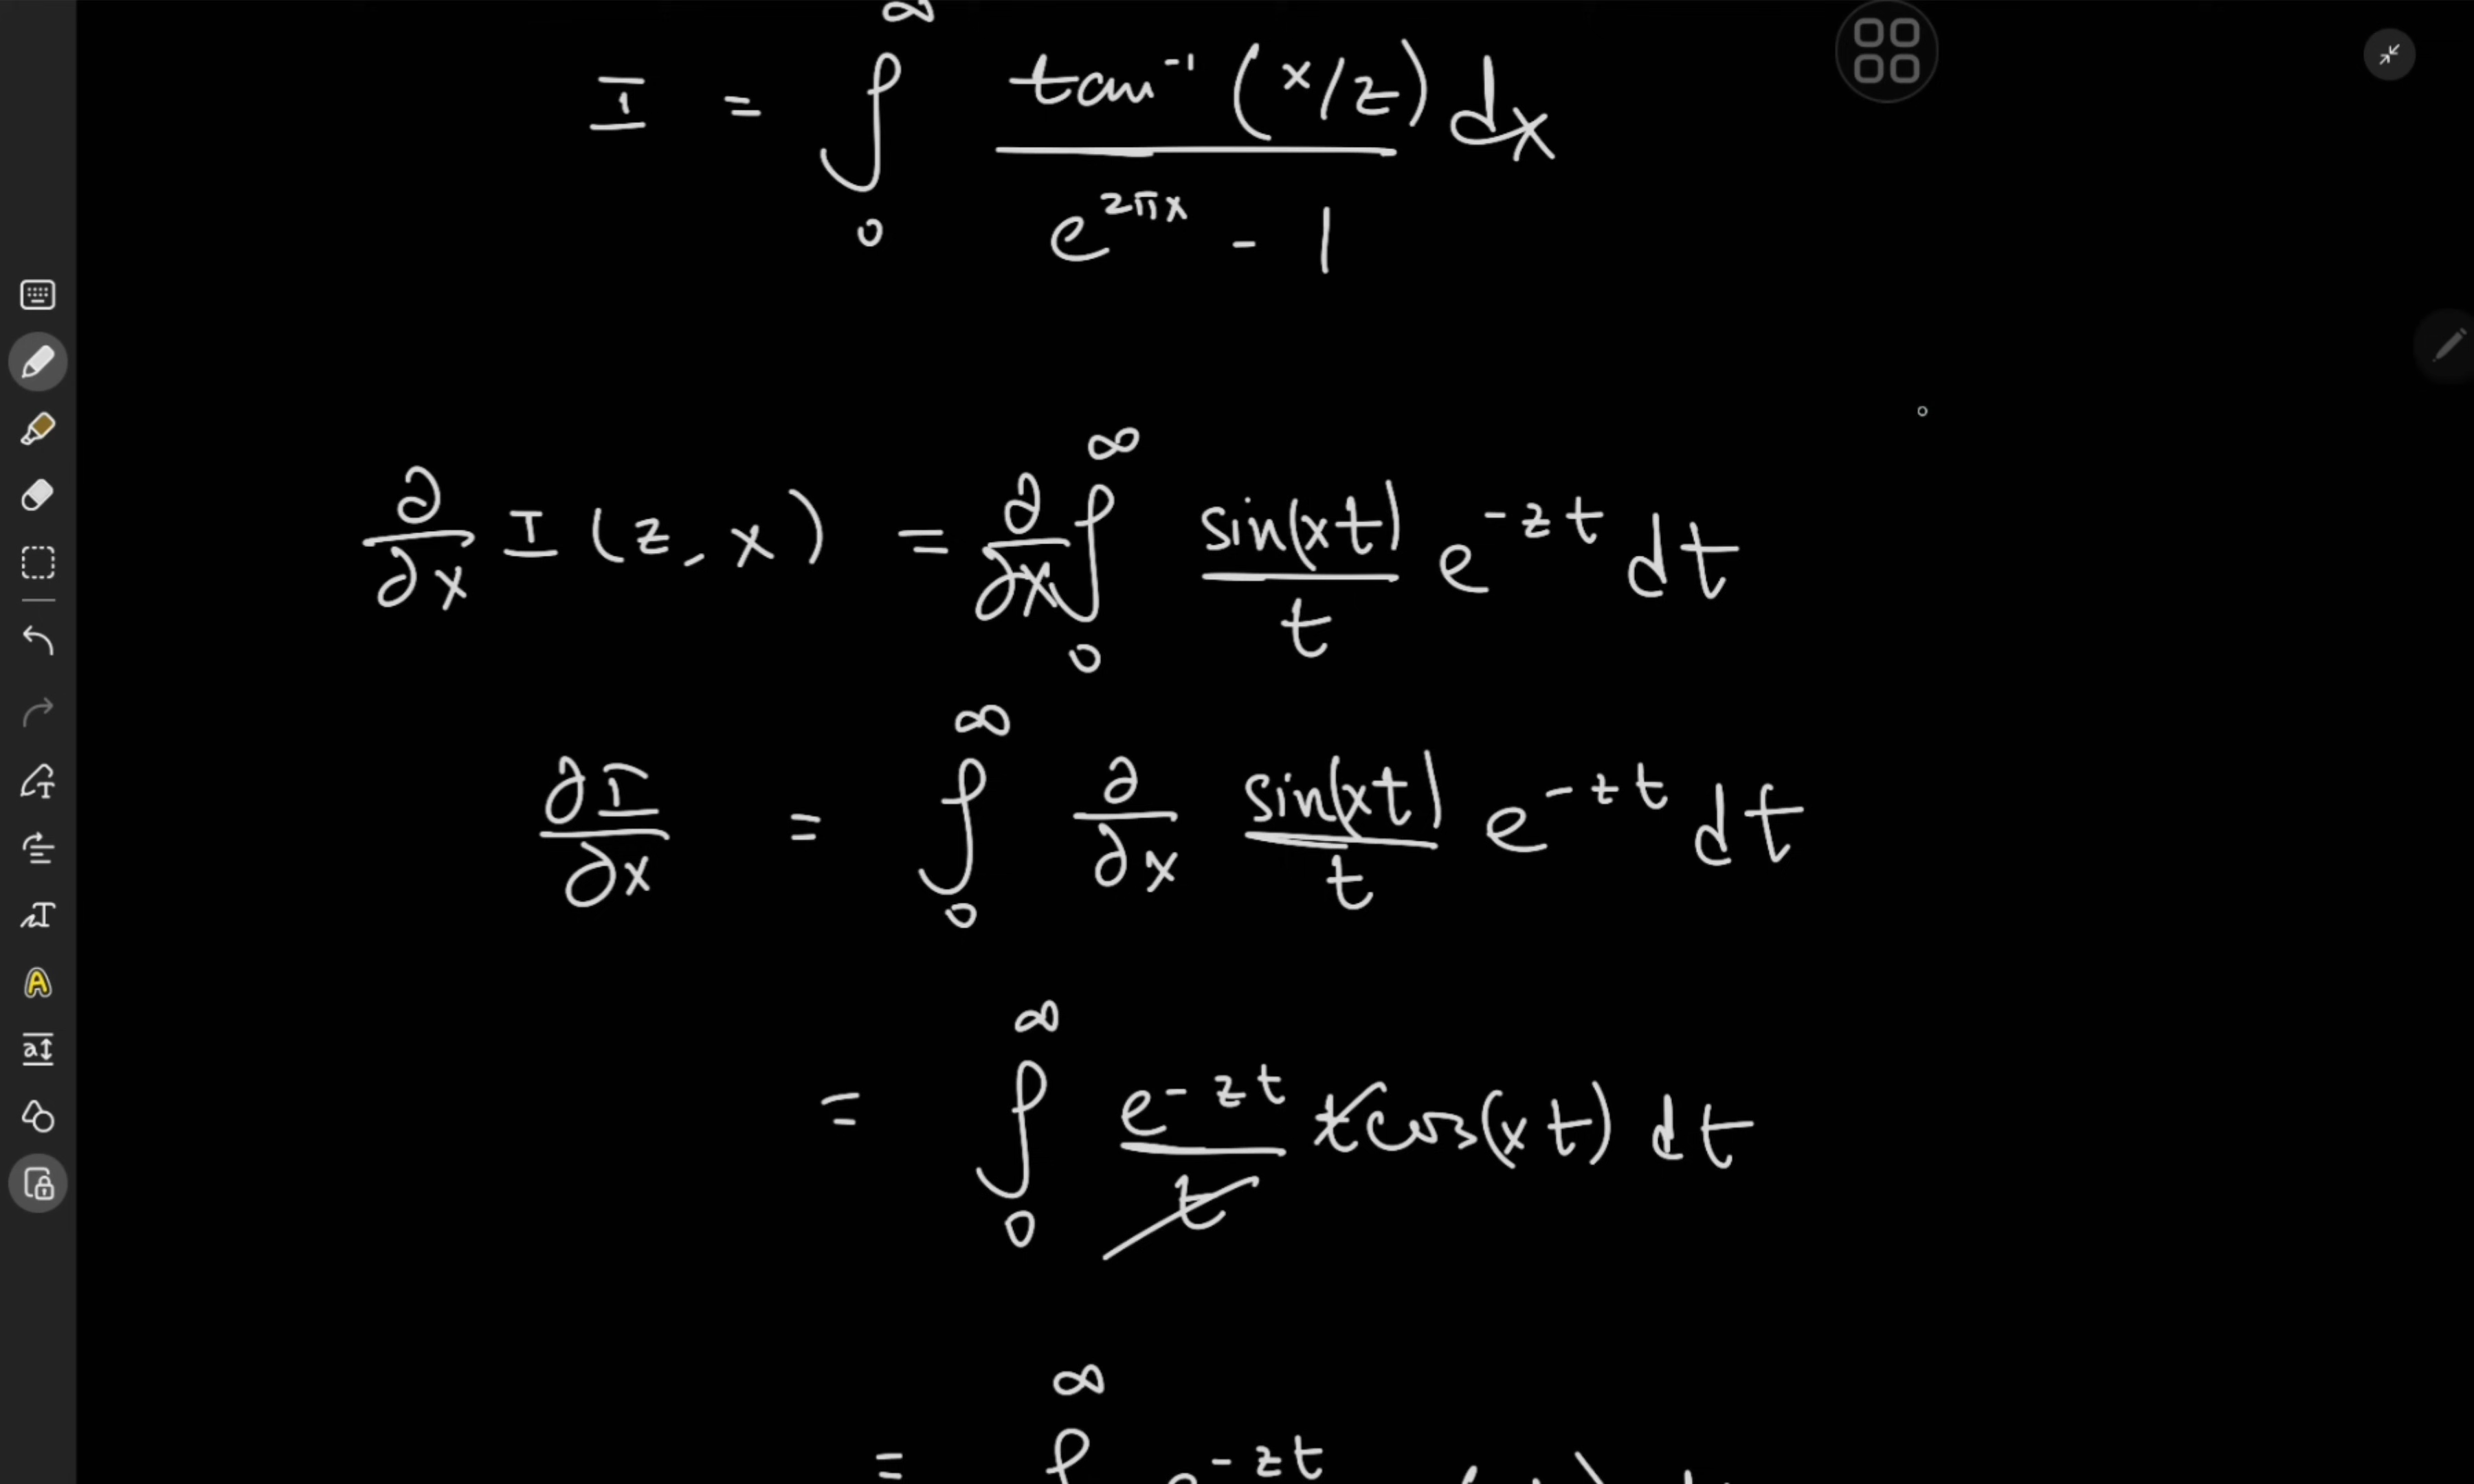 I = ∫₀^∞ tan⁻¹(x/z) / (e^{2πx} - 1) dx
∂/∂x I(z, x) = ∂/∂x ∫₀^∞ sin(xt)/t e^{-zt} dt
∂I/∂x = ∫₀^∞ ∂/∂x sin(xt)/t e^{-zt} dt
= ∫₀^∞ e^{-zt}/t t cos(xt) dt
= ∫^∞ e^{-zt}